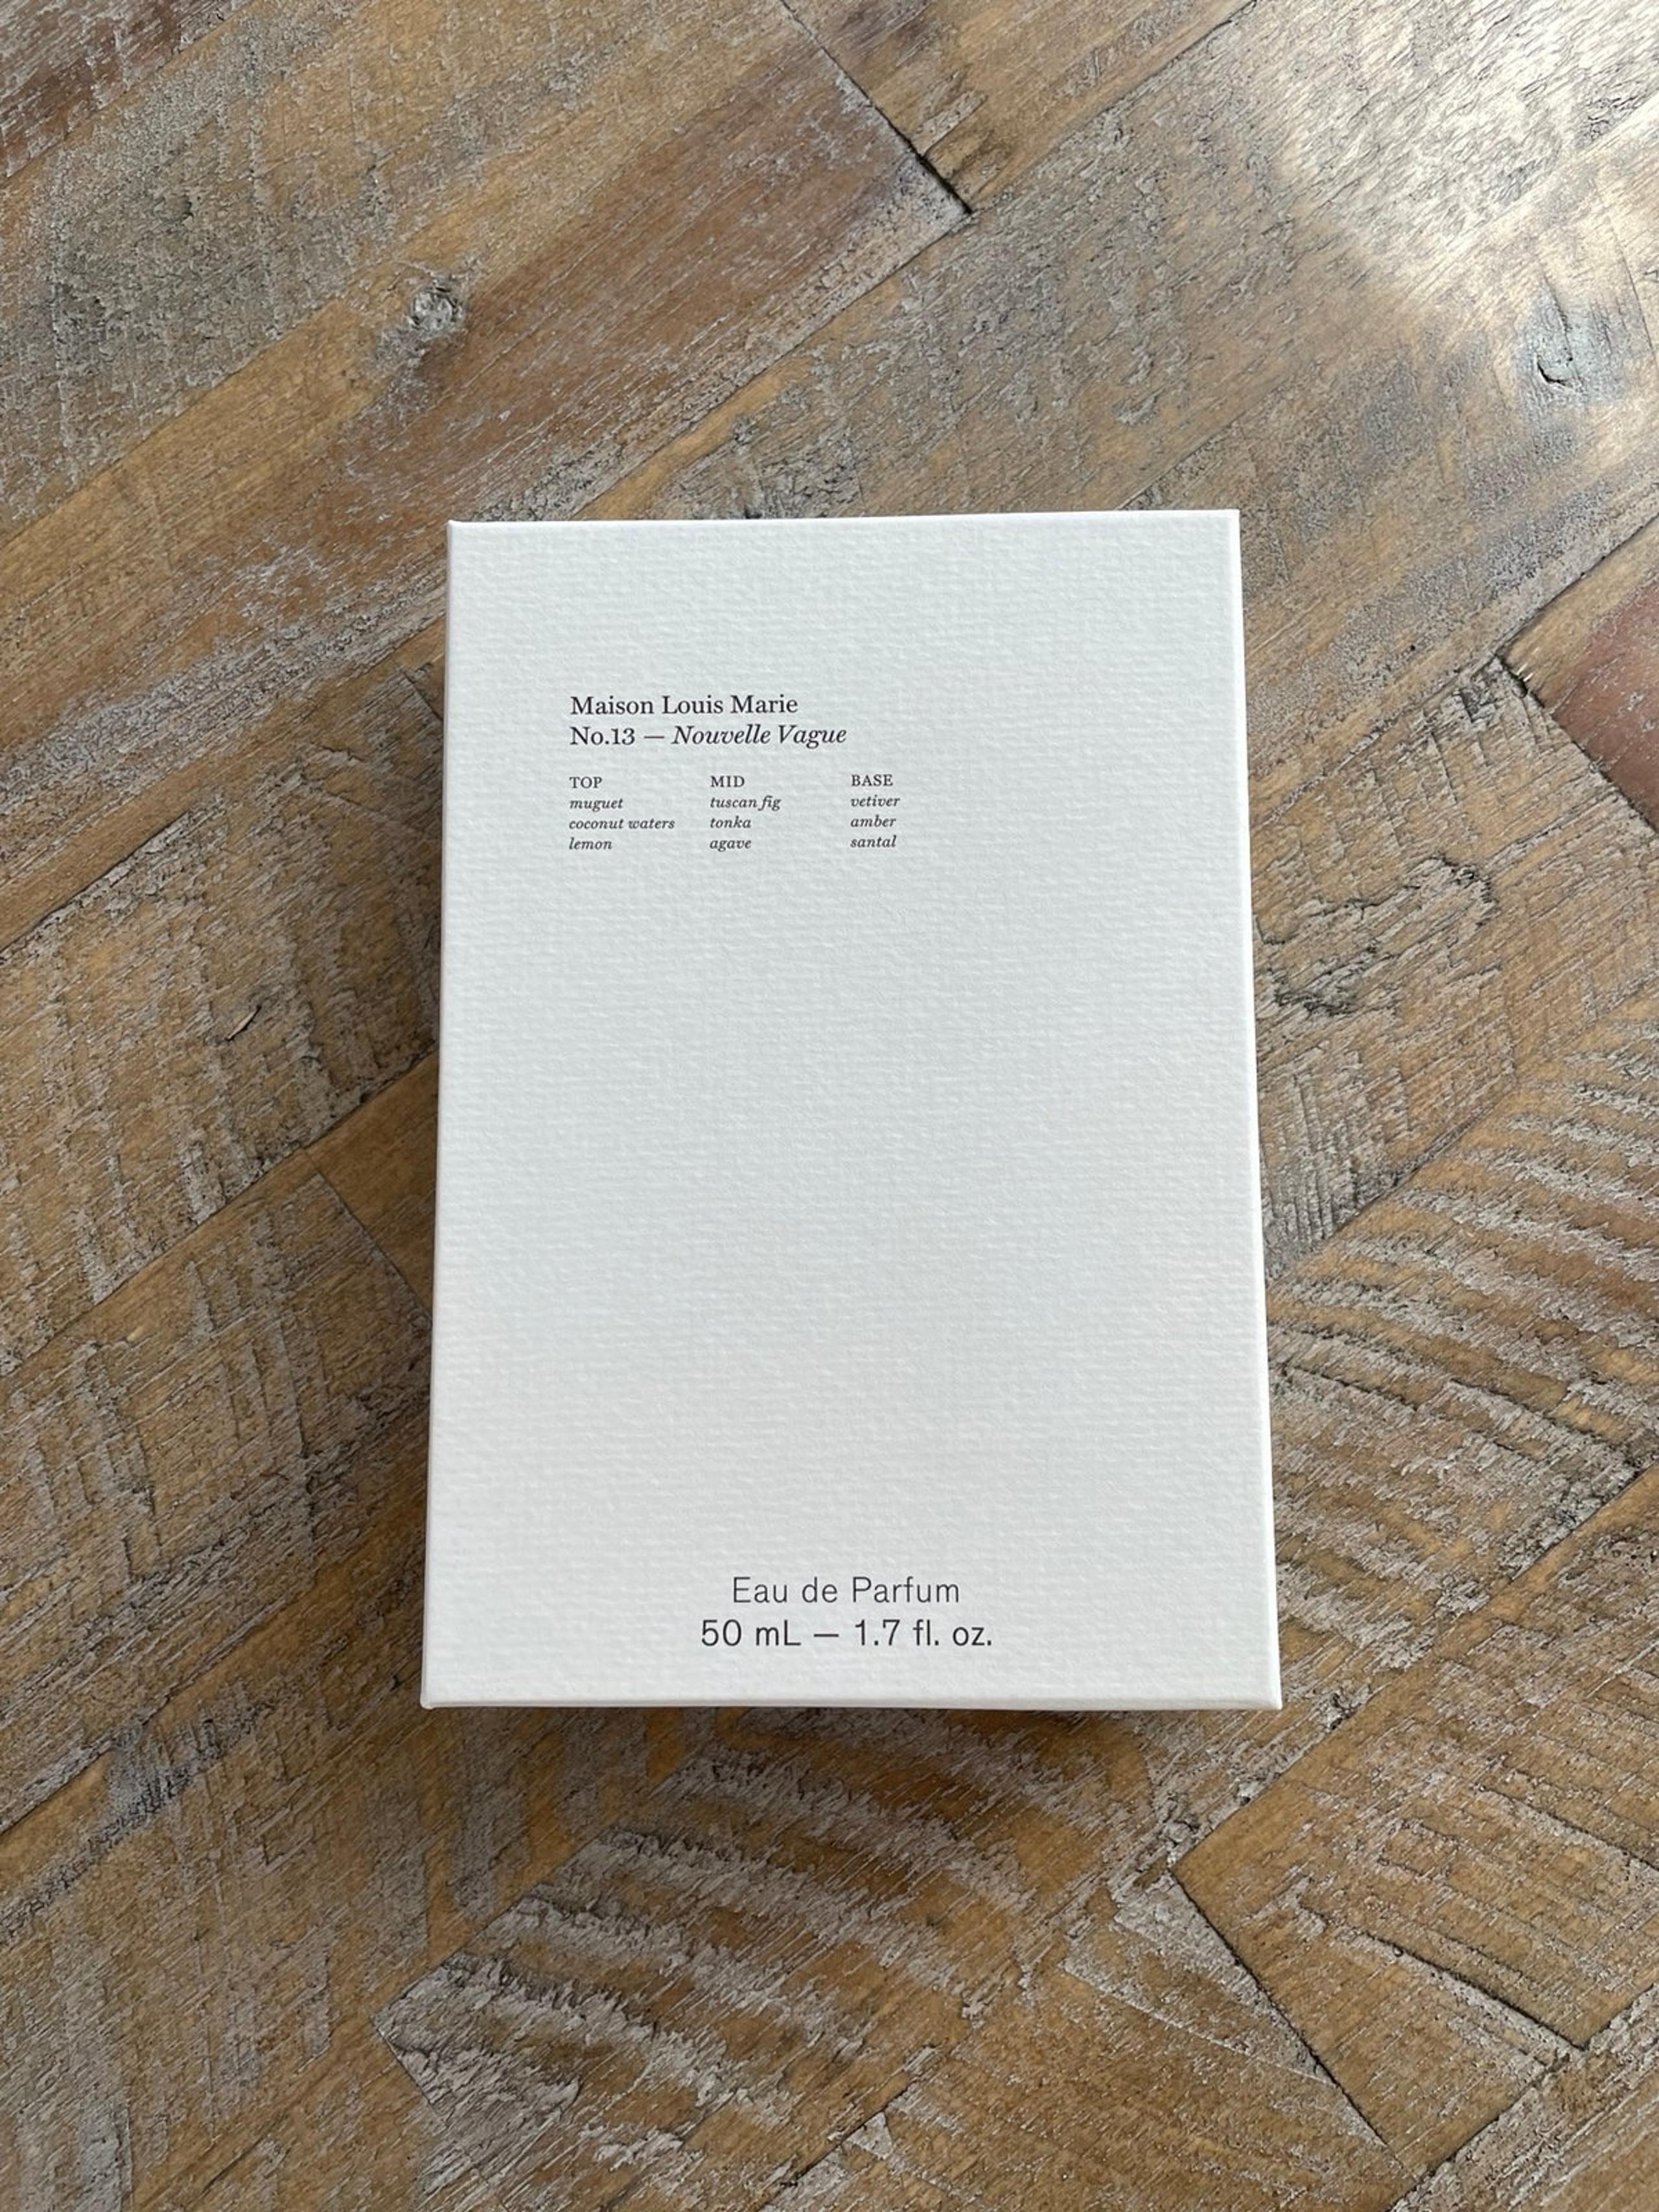 Maison Louis Marie
No.13 — Nouvelle Vague
TOP MID BASE
muguet tuscan fig vetiver
coconut waters tonka amber
lemon agave santal
Eau de Parfum
50 mL — 1.7 fl. oz.